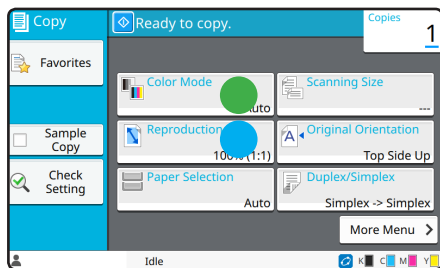 Copy
Ready to copy.
Copies
1
Favorites
Color Mode
Auto
Scanning Size
---
Sample
Copy
Reproduction
100% (1:1)
Original Orientation
Top Side Up
Check
Setting
Paper Selection
Auto
Duplex/Simplex
Simplex -> Simplex
More Menu
Idle
K C M Y